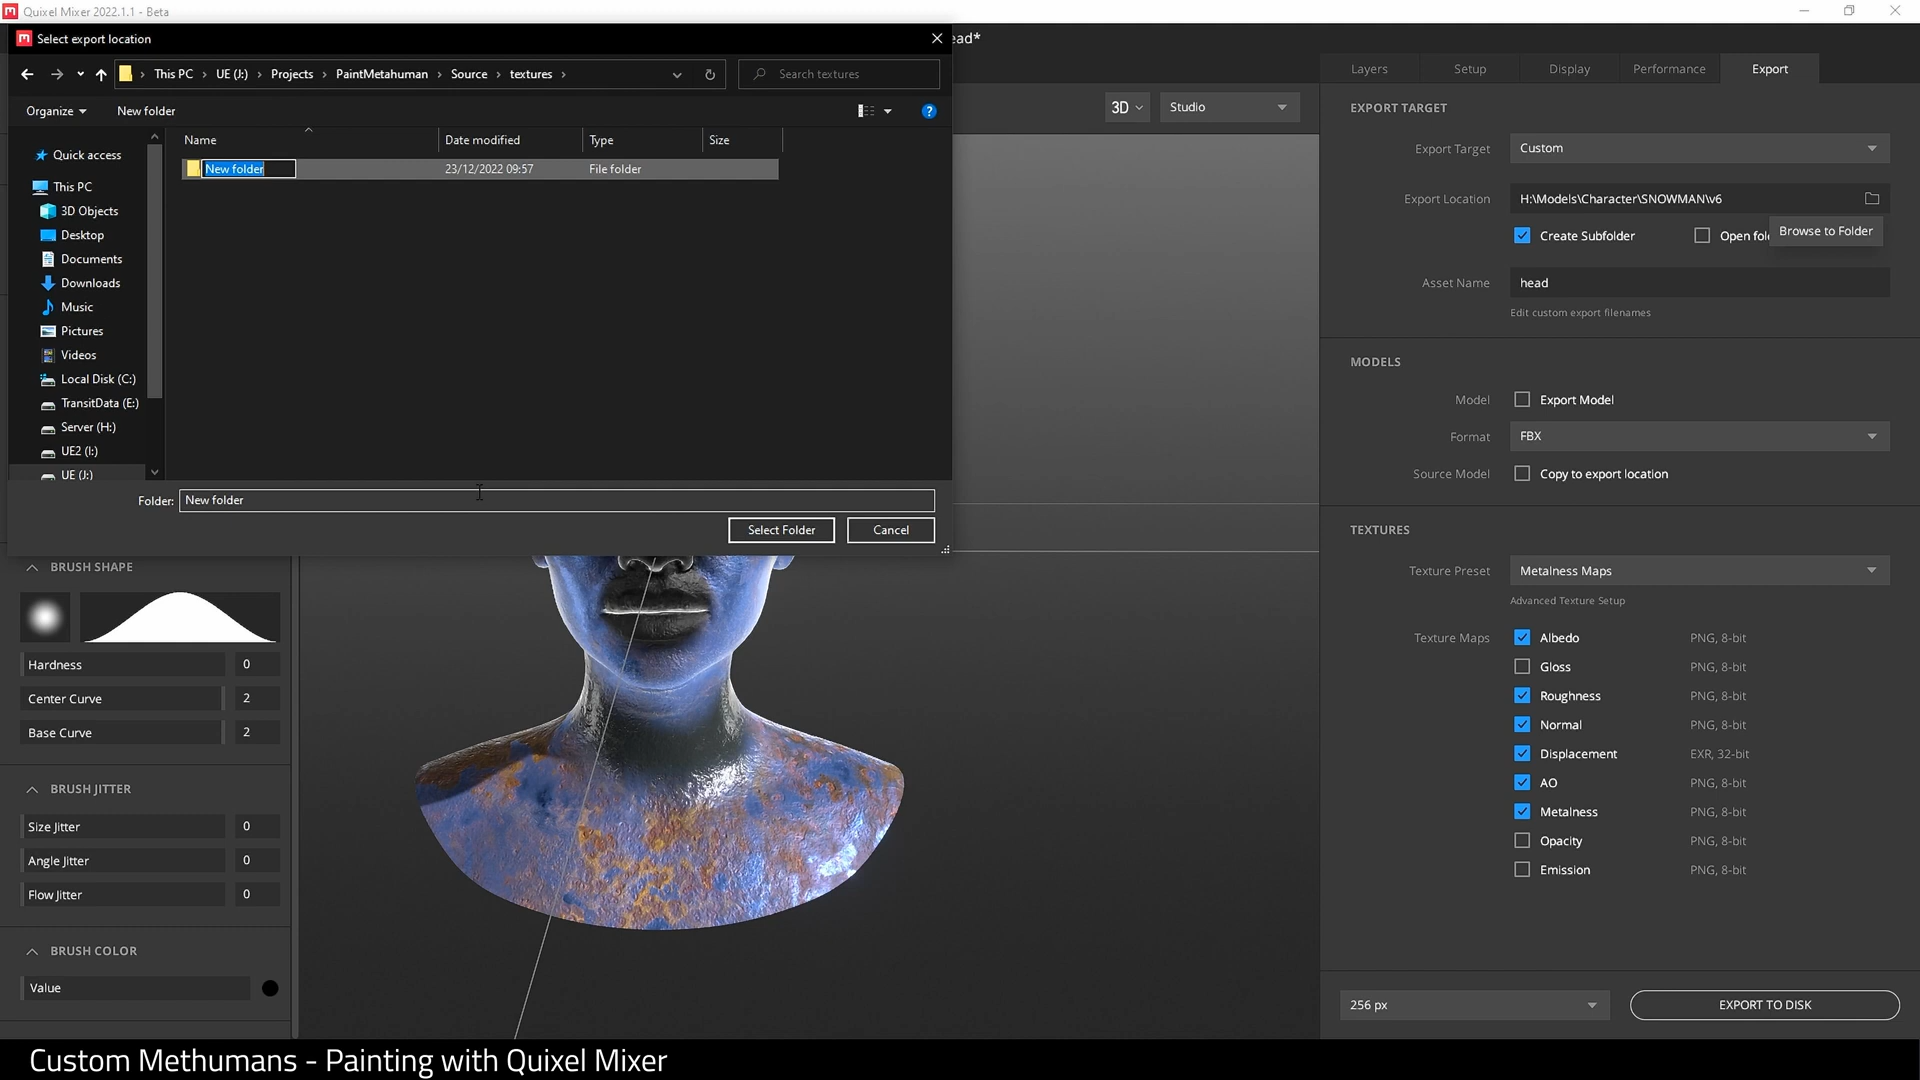 Quixel Mixer 2022.1.1 - Beta
Select export location
ead*
This PC > UE (J:) > Projects > PaintMetahuman > Source > textures >
Search textures
Organize
New folder
Name
Date modified
Type
Size
New folder
23/12/2022 09:57
File folder
Quick access
This PC
3D Objects
Desktop
Documents
Downloads
Music
Pictures
Videos
Local Disk (C:)
TransitData (E:)
Server (H:)
UE2 (I:)
UE (J:)
Folder: New folder
Select Folder
Cancel
3D
Studio
BRUSH SHAPE
Hardness 0
Center Curve 2
Base Curve 2
BRUSH JITTER
Size Jitter 0
Angle Jitter 0
Flow Jitter 0
BRUSH COLOR
Value
Layers
Setup
Display
Performance
Export
EXPORT TARGET
Export Target Custom
Export Location H:\Models\Character\SNOWMAN\v6
Create Subfolder
Open fol
Browse to Folder
Asset Name head
Edit custom export filenames
MODELS
Model Export Model
Format FBX
Source Model Copy to export location
TEXTURES
Texture Preset Metalness Maps
Advanced Texture Setup
Texture Maps Albedo PNG, 8-bit
Gloss PNG, 8-bit
Roughness PNG, 8-bit
Normal PNG, 8-bit
Displacement EXR, 32-bit
AO PNG, 8-bit
Metalness PNG, 8-bit
Opacity PNG, 8-bit
Emission PNG, 8-bit
256 px
EXPORT TO DISK
Custom Methumans - Painting with Quixel Mixer